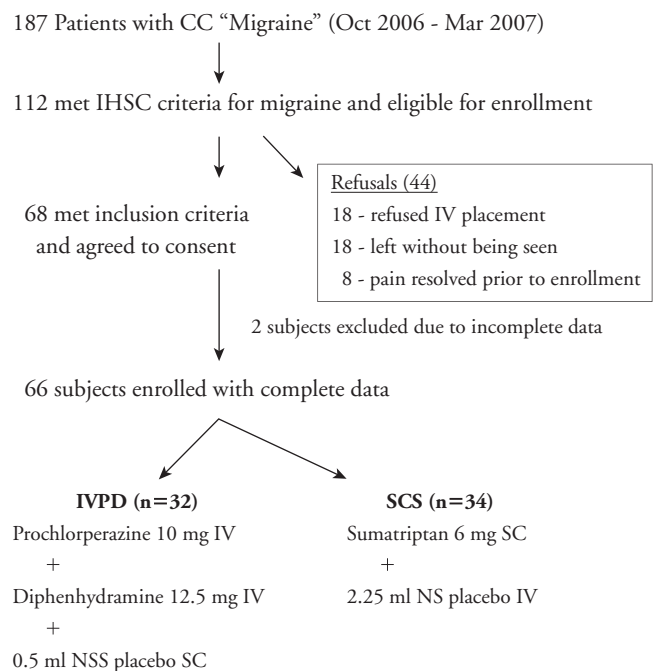 187 Patients with CC “Migraine” (Oct 2006 - Mar 2007)
112 met IHSC criteria for migraine and eligible for enrollment
68 met inclusion criteria
and agreed to consent
Refusals (44)
18 - refused IV placement
18 - left without being seen
8 - pain resolved prior to enrollment
2 subjects excluded due to incomplete data
66 subjects enrolled with complete data
IVPD (n=32)
Prochlorperazine 10 mg IV
+
Diphenhydramine 12.5 mg IV
+
0.5 ml NSS placebo SC
SCS (n=34)
Sumatriptan 6 mg SC
+
2.25 ml NS placebo IV